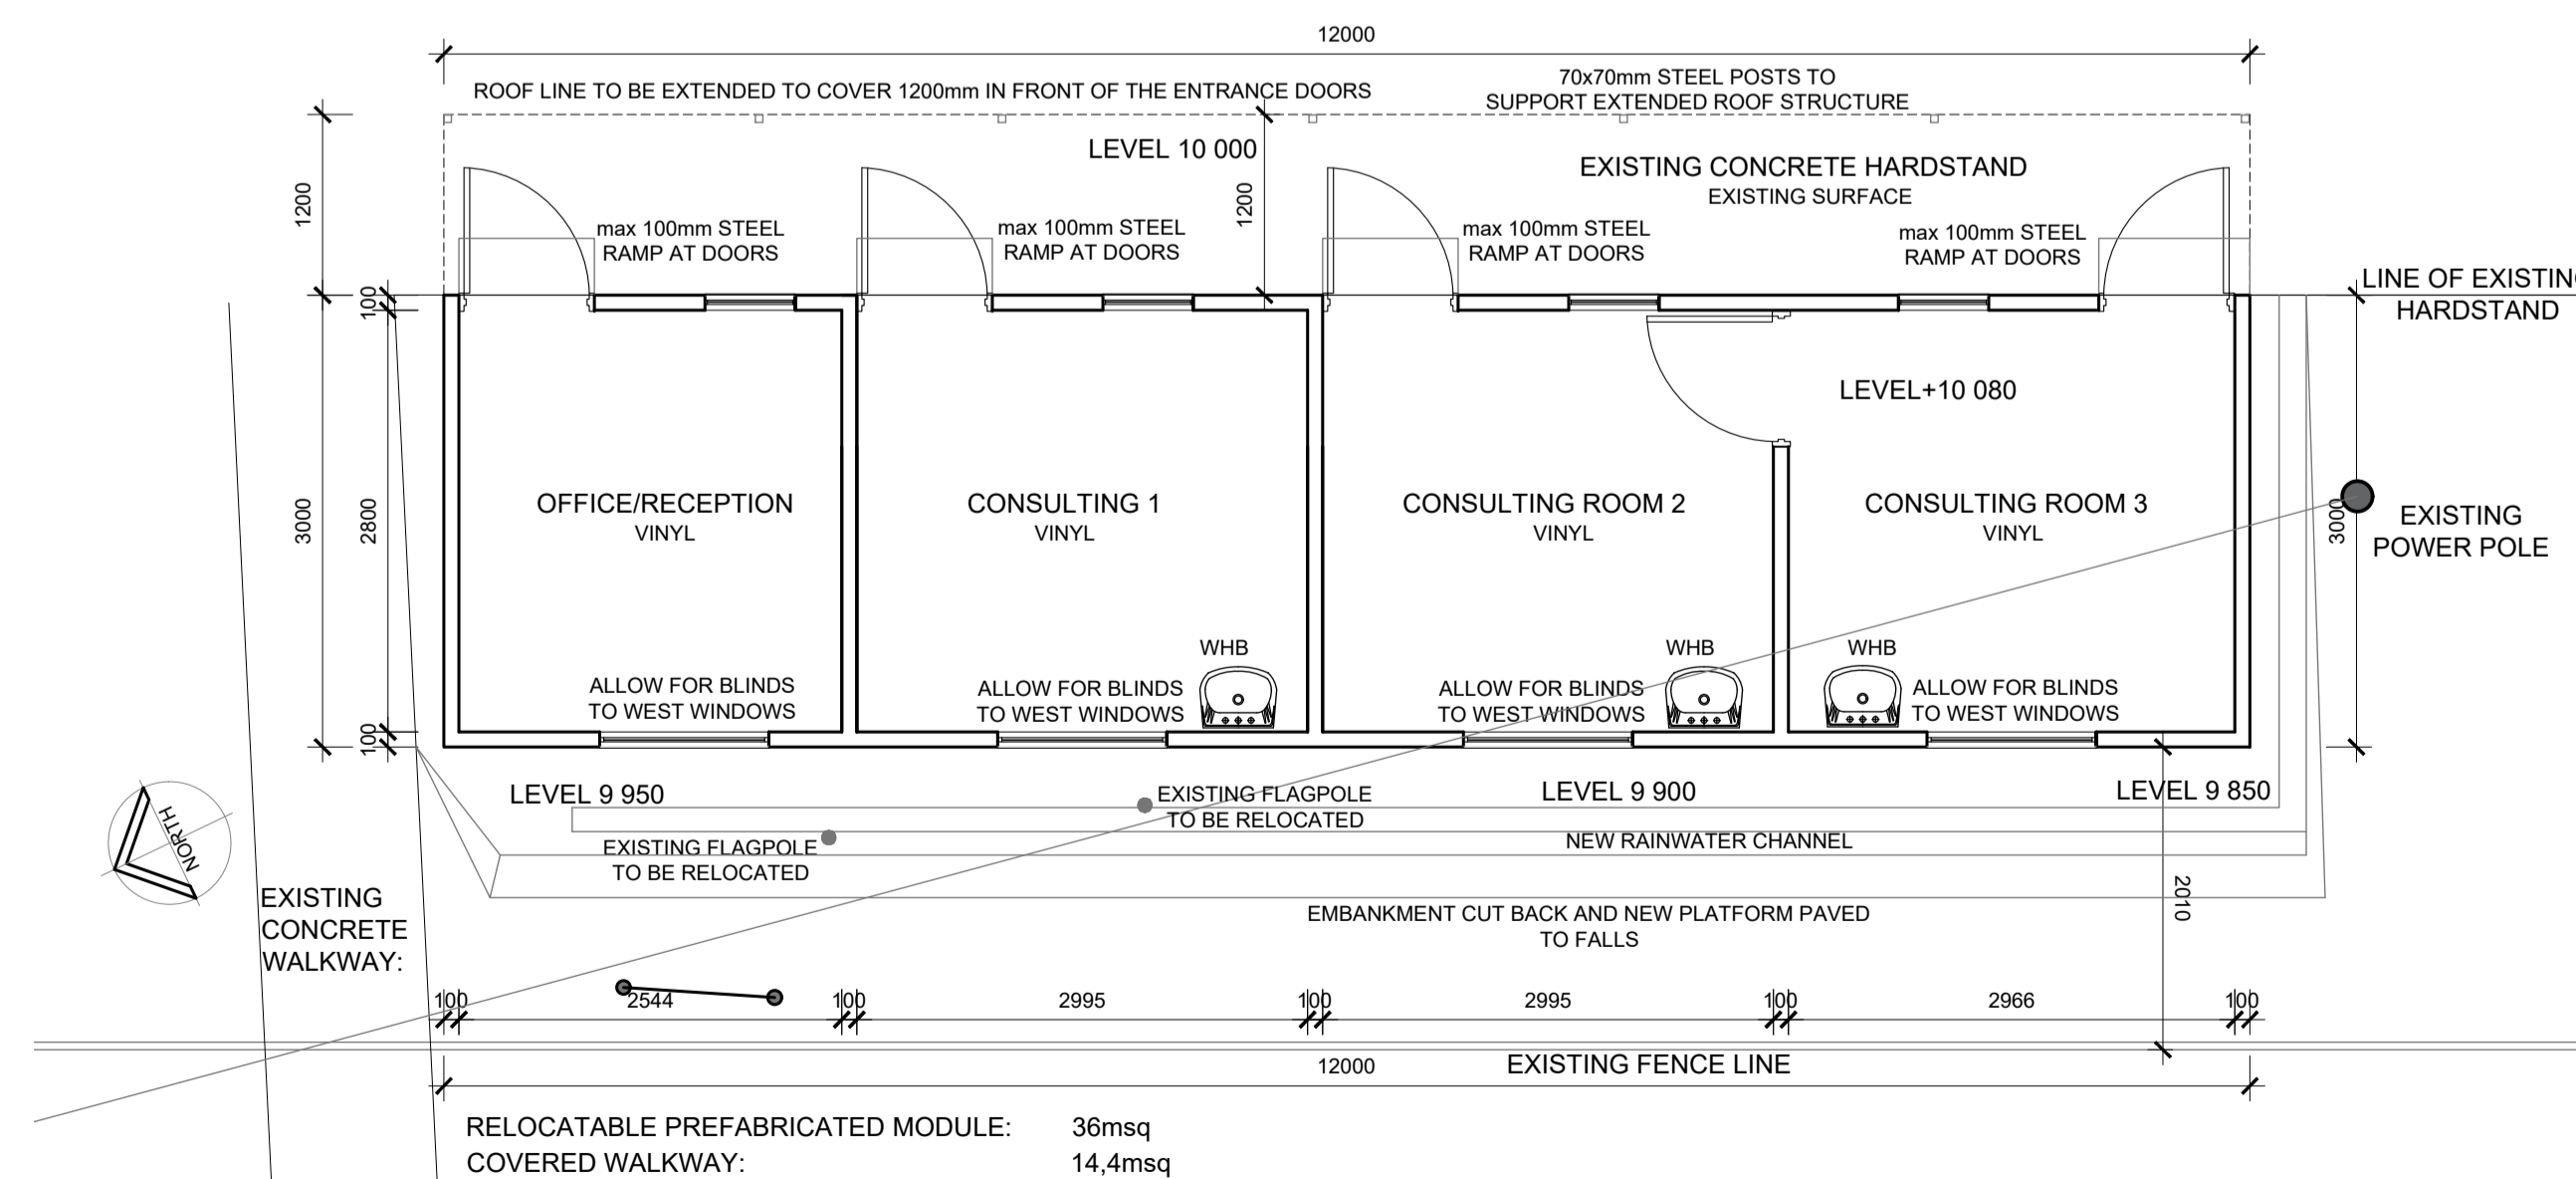 12000
ROOF LINE TO BE EXTENDED TO COVER 1200mm IN FRONT OF THE ENTRANCE DOORS
70x70mm STEEL POSTS TO
SUPPORT EXTENDED ROOF STRUCTURE
LEVEL 10 000
EXISTING CONCRETE HARDSTAND
EXISTING SURFACE
1200
1200
max 100mm STEEL
RAMP AT DOORS
max 100mm STEEL
RAMP AT DOORS
max 100mm STEEL
RAMP AT DOORS
max 100mm STEEL
RAMP AT DOORS
LINE OF EXISTING
HARDSTAND
100
LEVEL+10 080
3000
2800
OFFICE/RECEPTION
VINYL
CONSULTING 1
VINYL
CONSULTING ROOM 2
VINYL
CONSULTING ROOM 3
VINYL
3000
EXISTING
POWER POLE
WHB
WHB
WHB
ALLOW FOR BLINDS
TO WEST WINDOWS
ALLOW FOR BLINDS
TO WEST WINDOWS
ALLOW FOR BLINDS
TO WEST WINDOWS
ALLOW FOR BLINDS
TO WEST WINDOWS
100
LEVEL 9 950
EXISTING FLAGPOLE
TO BE RELOCATED
LEVEL 9 900
LEVEL 9 850
NORTH
EXISTING FLAGPOLE
TO BE RELOCATED
NEW RAINWATER CHANNEL
2010
EXISTING
CONCRETE
WALKWAY:
EMBANKMENT CUT BACK AND NEW PLATFORM PAVED
TO FALLS
100 2544 100 2995 100 2995 100 2966 100
12000
EXISTING FENCE LINE
RELOCATABLE PREFABRICATED MODULE: 36msq
COVERED WALKWAY: 14,4msq